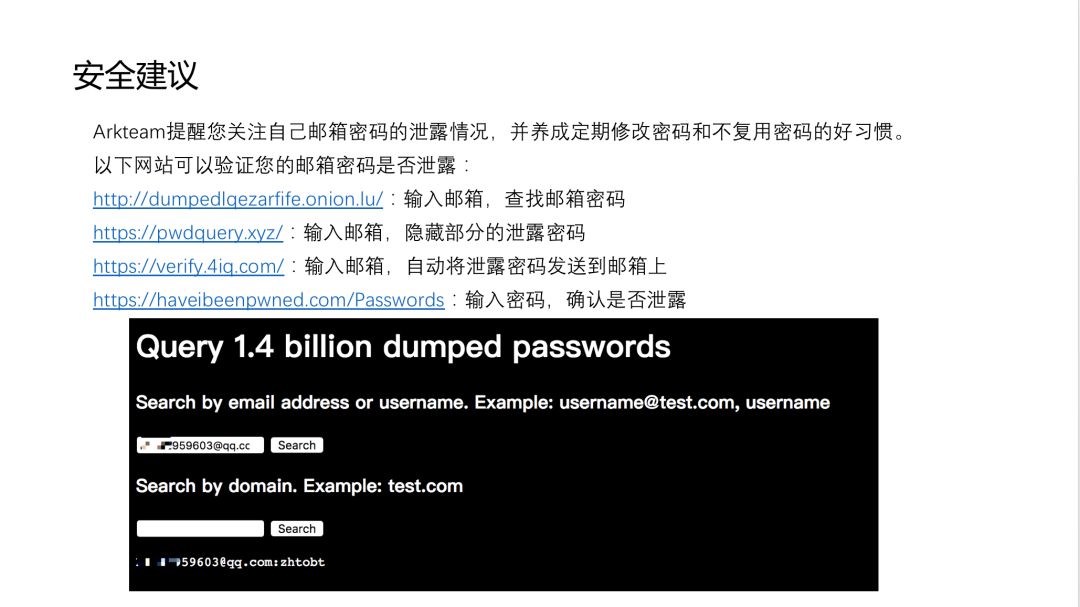 安全建议
Arkteam提醒您关注自己邮箱密码的泄露情况，并养成定期修改密码和不复用密码的好习惯。
以下网站可以验证您的邮箱密码是否泄露：
http://dumpedlqezarfife.onion.lu/：输入邮箱，查找邮箱密码
https://pwdquery.xyz/：输入邮箱，隐藏部分的泄露密码
https://verify.4iq.com/：输入邮箱，自动将泄露密码发送到邮箱上
https://haveibeenpwned.com/Passwords：输入密码，确认是否泄露
Query 1.4 billion dumped passwords
Search by email address or username. Example: username@test.com, username
959603@qq.cc Search
Search by domain. Example: test.com
Search
59603@qq.com:zhtobt